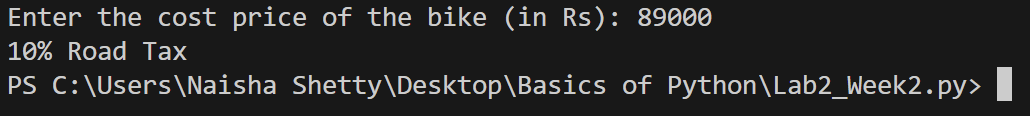 Enter the cost price of the bike (in Rs): 89000
10% Road Tax
PS C:\Users\Naisha Shetty\Desktop\Basics of Python\Lab2_Week2.py>